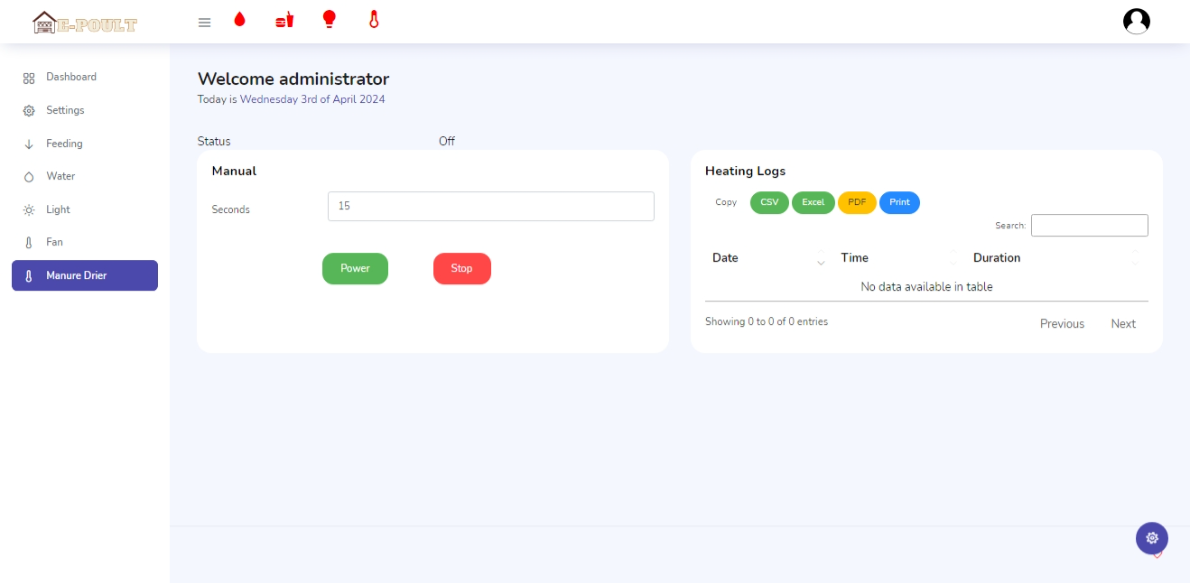 E-POULT
Dashboard
Settings
Feeding
Water
Light
Fan
Manure Drier
Welcome administrator
Today is Wednesday 3rd of April 2024
Status Off
Manual
Seconds 15
Power Stop
Heating Logs
Copy CSV Excel PDF Print
Search:
Date Time Duration
No data available in table
Showing 0 to 0 of 0 entries
Previous Next